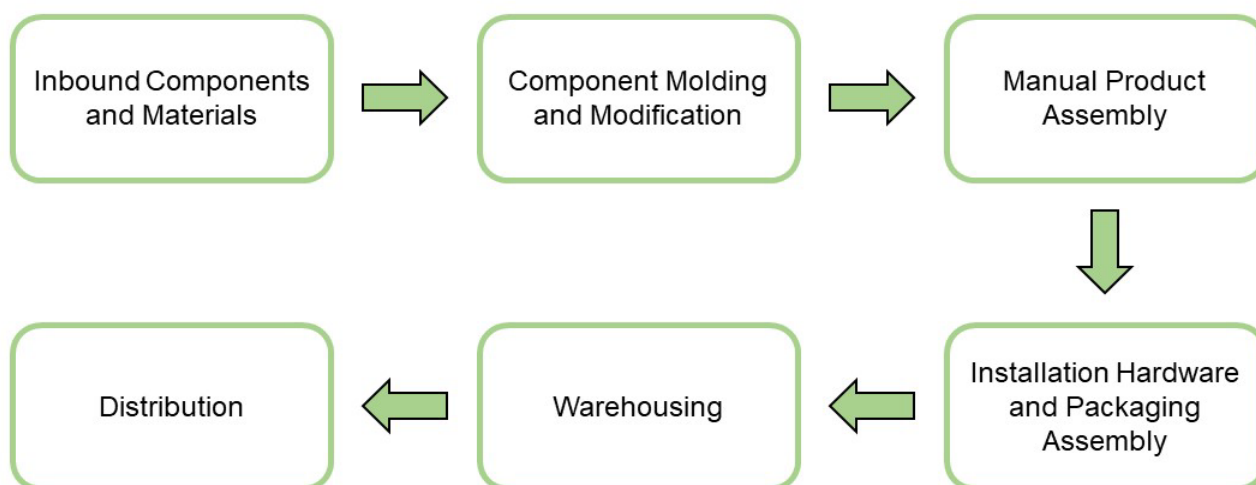 Inbound Components
and Materials
Component Molding
and Modification
Manual Product
Assembly
Installation Hardware
and Packaging
Assembly
Warehousing
Distribution